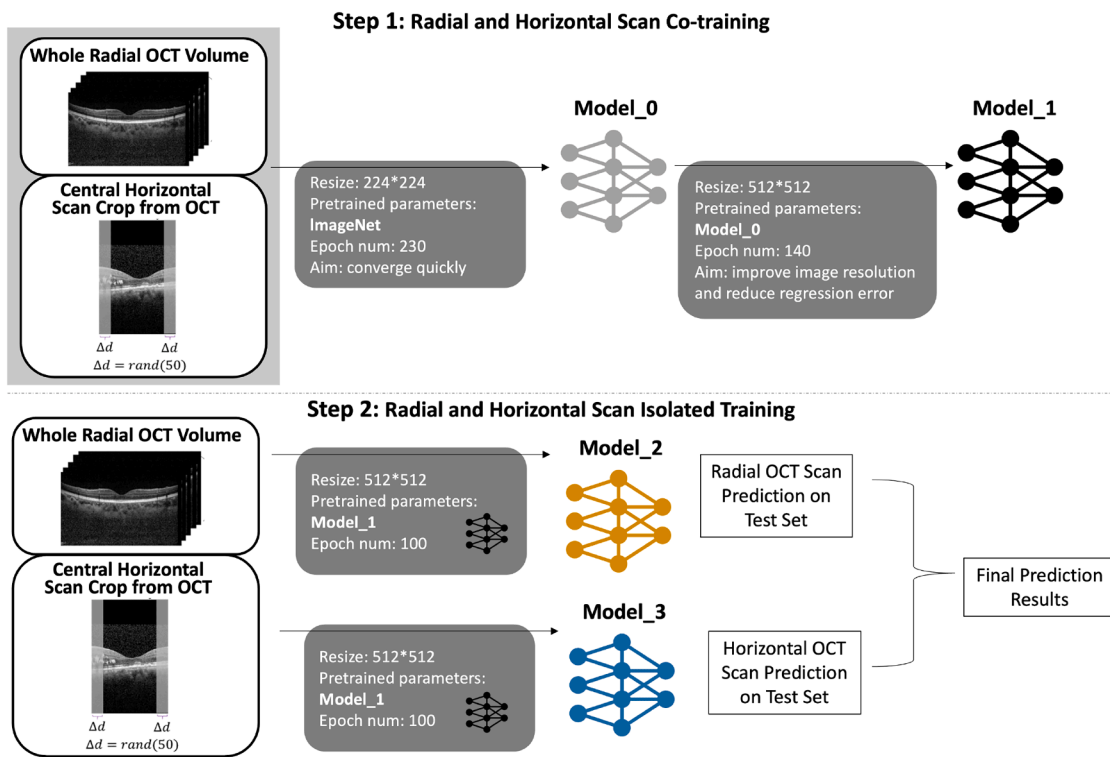 Step 1: Radial and Horizontal Scan Co-training
Whole Radial OCT Volume
Central Horizontal
Scan Crop from OCT
Δd
Δd
Δd = rand(50)
Resize: 224*224
Pretrained parameters:
ImageNet
Epoch num: 230
Aim: converge quickly
Model_0
Resize: 512*512
Pretrained parameters:
Model_0
Epoch num: 140
Aim: improve image resolution
and reduce regression error
Model_1
Step 2: Radial and Horizontal Scan Isolated Training
Whole Radial OCT Volume
Central Horizontal
Scan Crop from OCT
Δd
Δd
Δd = rand(50)
Resize: 512*512
Pretrained parameters:
Model_1
Epoch num: 100
Model_2
Radial OCT Scan
Prediction on
Test Set
Resize: 512*512
Pretrained parameters:
Model_1
Epoch num: 100
Model_3
Horizontal OCT
Scan Prediction
on Test Set
Final Prediction
Results